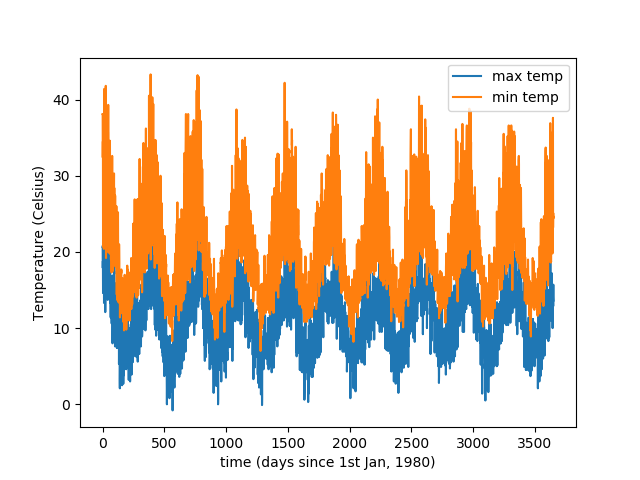 max temp
min temp
40
30
20
10
0
Temperature (Celsius)
0 500 1000 1500 2000 2500 3000 3500
time (days since 1st Jan, 1980)